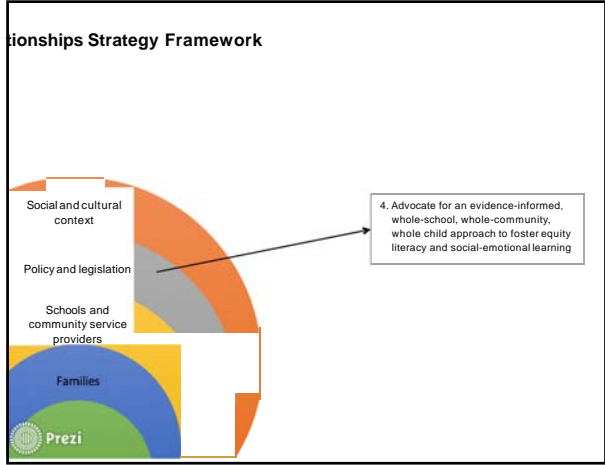 tionships Strategy Framework
Social and cultural
context
Policy and legislation
Schools and
community service
providers
Families
Prezi
4. Advocate for an evidence-informed,
whole-school, whole-community,
whole child approach to foster equity
literacy and social-emotional learning